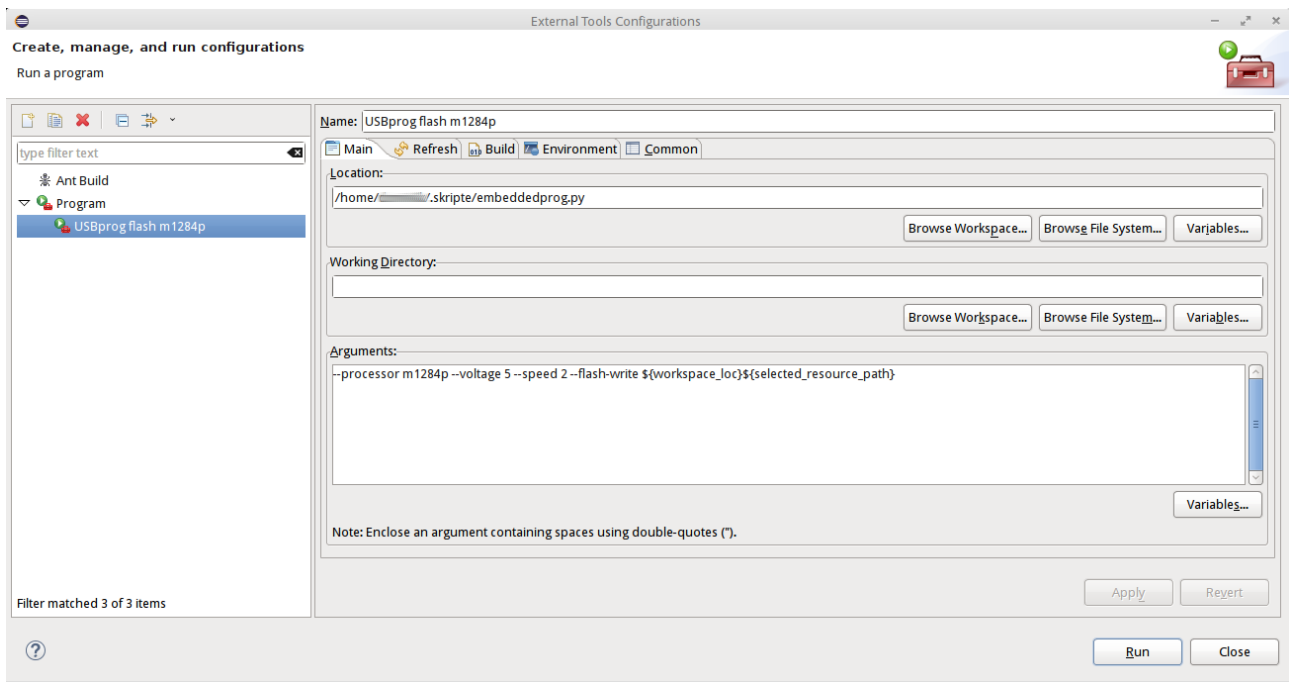 External Tools Configurations
Create, manage, and run configurations
Run a program
type filter text
Ant Build
Program
USBprog flash m1284p
Filter matched 3 of 3 items
Name: USBprog flash m1284p
Main Refresh Build Environment Common
Location:
/home/ /.skripte/embeddedprog.py
Browse Workspace... Browse File System... Variables...
Working Directory:
Browse Workspace... Browse File System... Variables...
Arguments:
--processor m1284p --voltage 5 --speed 2 --flash-write ${workspace_loc}${selected_resource_path}
Variables...
Note: Enclose an argument containing spaces using double-quotes (").
Apply Revert
Run Close